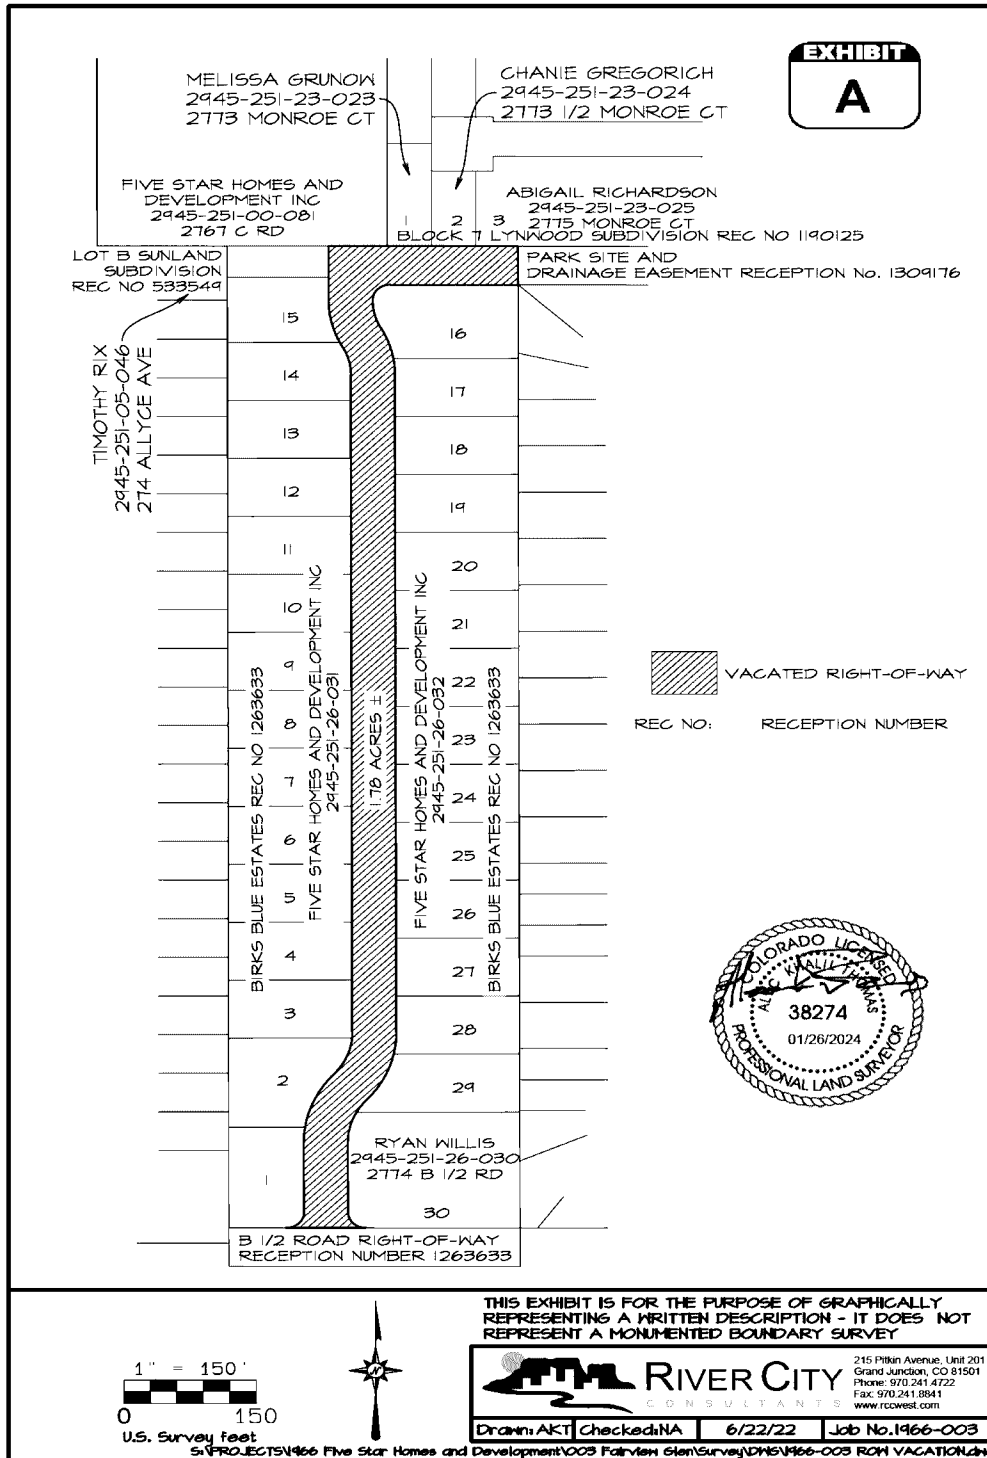 EXHIBIT
A
MELISSA GRUNOW
2945-251-23-023
2773 MONROE CT
CHANIE GREGORICH
2945-251-23-024
2773 1/2 MONROE CT
FIVE STAR HOMES AND
DEVELOPMENT INC
2945-251-00-081
2767 C RD
ABIGAIL RICHARDSON
2945-251-23-025
2775 MONROE CT
1
2
3
BLOCK 7 LYNWOOD SUBDIVISION REC NO 1190125
LOT B SUNLAND
SUBDIVISION
REC NO 533549
PARK SITE AND
DRAINAGE EASEMENT RECEPTION No. 1309176
TIMOTHY RIX
2945-251-05-046
274 ALLYCE AVE
15
14
13
12
11
10
9
8
7
6
5
4
3
2
1
16
17
18
19
20
21
22
23
24
25
26
27
28
29
30
BIRKS BLUE ESTATES REC NO 1263633
FIVE STAR HOMES AND DEVELOPMENT INC
2945-251-26-031
1.78 ACRES ±
FIVE STAR HOMES AND DEVELOPMENT INC
2945-251-26-032
BIRKS BLUE ESTATES REC NO 1263633
VACATED RIGHT-OF-WAY
REC NO: RECEPTION NUMBER
COLORADO LICENSED
ALEC KHALIL THOMAS
38274
01/26/2024
PROFESSIONAL LAND SURVEYOR
RYAN WILLIS
2945-251-26-030
2774 B 1/2 RD
B 1/2 ROAD RIGHT-OF-WAY
RECEPTION NUMBER 1263633
THIS EXHIBIT IS FOR THE PURPOSE OF GRAPHICALLY
REPRESENTING A WRITTEN DESCRIPTION - IT DOES NOT
REPRESENT A MONUMENTED BOUNDARY SURVEY
1" = 150'
0 150
U.S. Survey feet
N
RIVER CITY
CONSULTANTS
215 Pitkin Avenue, Unit 201
Grand Junction, CO 81501
Phone: 970.241.4722
Fax: 970.241.8841
www.rccwest.com
Drawn: AKT Checked: NA 6/22/22 Job No. 1966-003
S:\PROJECTS\1966 Five Star Homes and Development\003 Fairview Glen\Survey\DWG\1966-003 ROW VACATION.dw